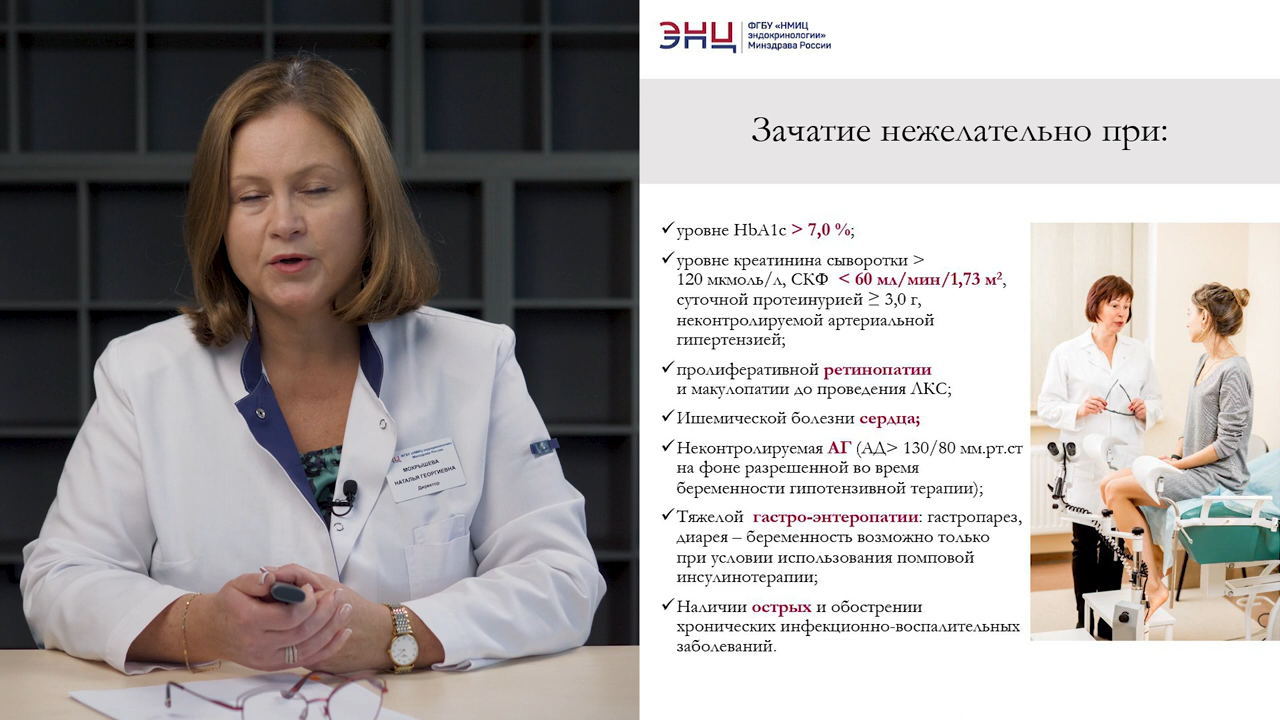 ЭНЦ
ФГБУ «НМИЦ
эндокринологии»
Минздрава России
Зачатие нежелательно при:
✓уровне HbA1c > 7,0 %;
✓уровне креатинина сыворотки >
120 мкмоль/л, СКФ < 60 мл/мин/1,73 м²,
суточной протеинурией ≥ 3,0 г,
неконтролируемой артериальной
гипертензией;
✓пролиферативной ретинопатии
и макулопатии до проведения ЛКС;
✓Ишемической болезни сердца;
✓Неконтролируемая АГ (АД> 130/80 мм.рт.ст
на фоне разрешенной во время
беременности гипотензивной терапии);
✓Тяжелой гастро-энтеропатии: гастропарез,
диарея – беременность возможно только
при условии использования помповой
инсулинотерапии;
✓Наличии острых и обострении
хронических инфекционно-воспалительных
заболеваний.
МОКРЫШЕВА
НАТАЛЬЯ ГЕОРГИЕВНА
Директор